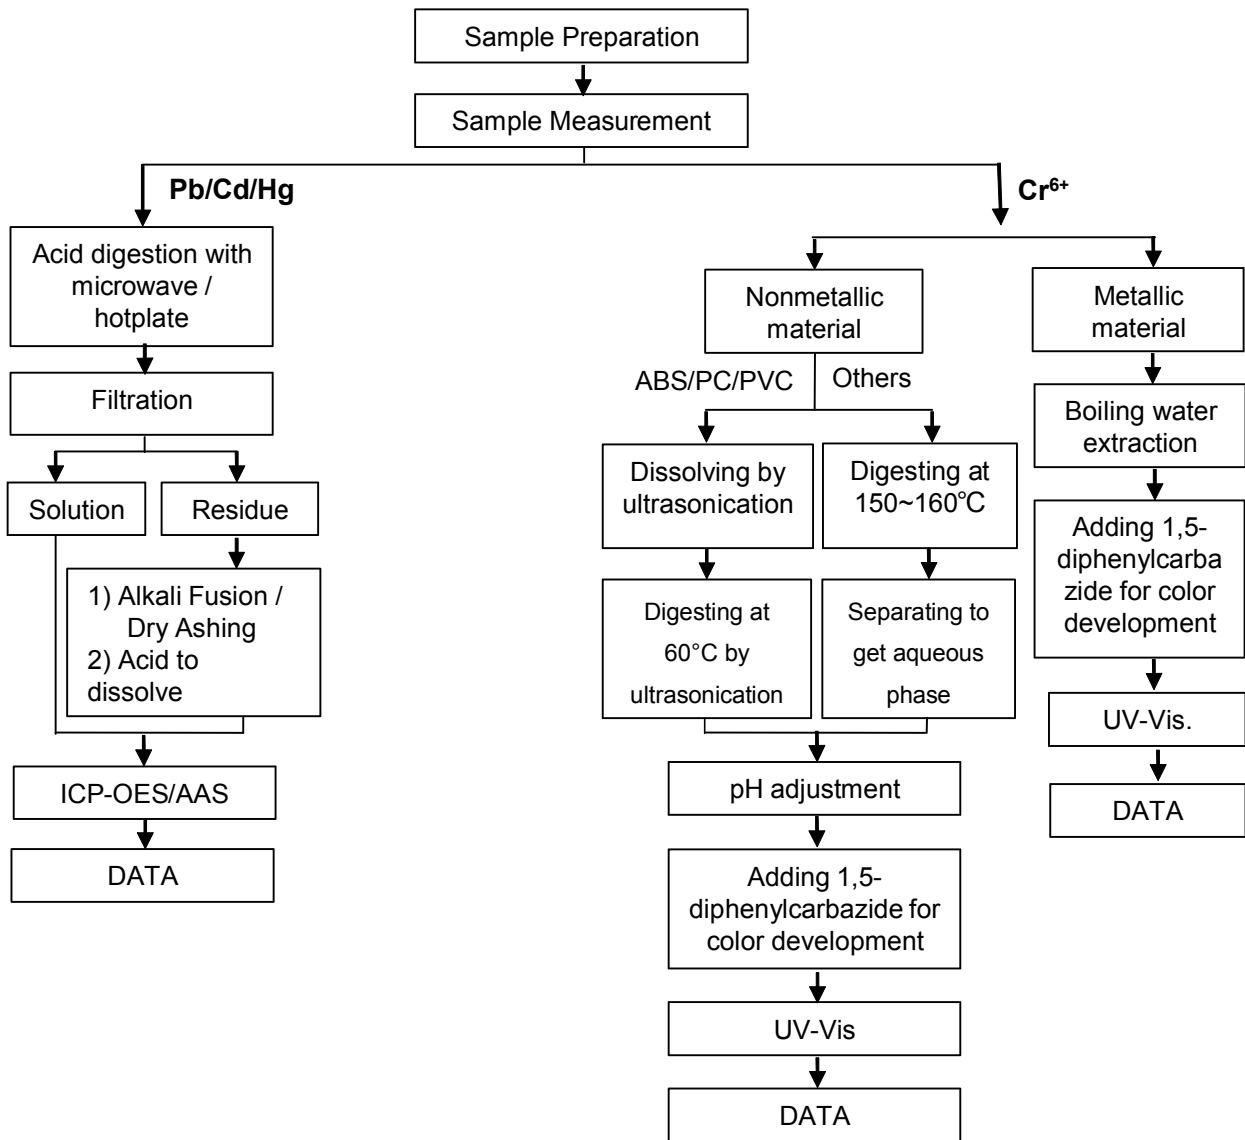 Sample Preparation
Sample Measurement
Pb/Cd/Hg
Acid digestion with
microwave /
hotplate
Filtration
Solution
Residue
1) Alkali Fusion /
Dry Ashing
2) Acid to
dissolve
ICP-OES/AAS
DATA
Cr⁶⁺
Nonmetallic
material
ABS/PC/PVC
Others
Dissolving by
ultrasonication
Digesting at
150~160℃
Digesting at
60°C by
ultrasonication
Separating to
get aqueous
phase
pH adjustment
Adding 1,5-
diphenylcarbazide for
color development
UV-Vis
DATA
Metallic
material
Boiling water
extraction
Adding 1,5-
diphenylcarba
zide for color
development
UV-Vis.
DATA